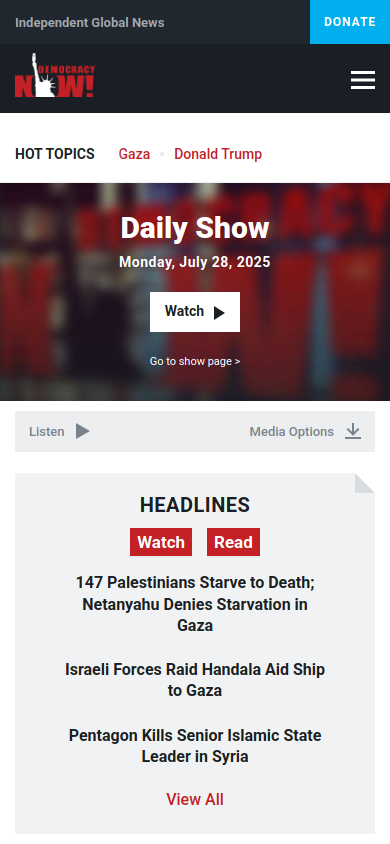 Independent Global News
DONATE
DEMOCRACY
NOW!
HOT TOPICS
Gaza
Donald Trump
Daily Show
Monday, July 28, 2025
Watch
Go to show page >
Listen
Media Options
HEADLINES
Watch
Read
147 Palestinians Starve to Death;
Netanyahu Denies Starvation in
Gaza
Israeli Forces Raid Handala Aid Ship
to Gaza
Pentagon Kills Senior Islamic State
Leader in Syria
View All